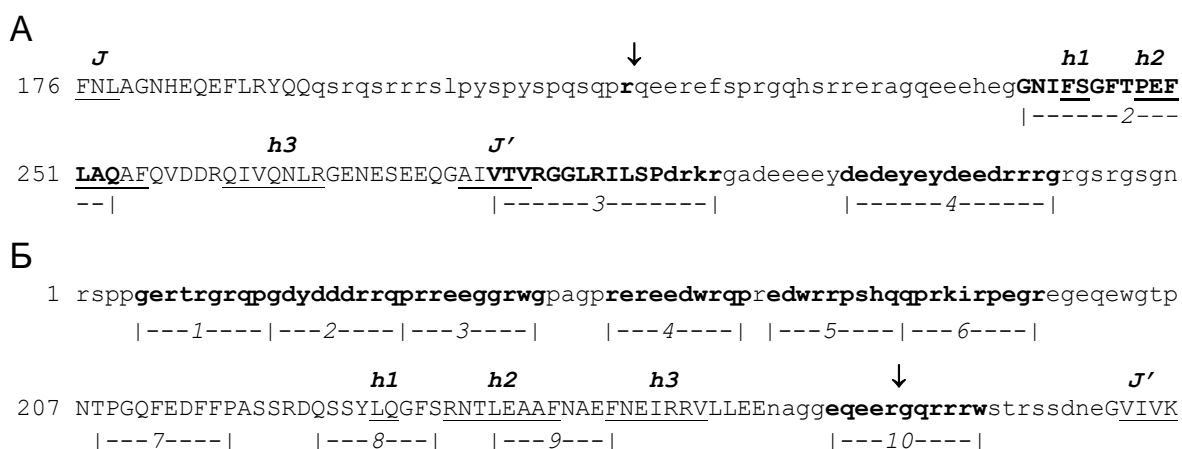 А
J ↓ h1 h2
176 FNLAGNHEQEFLRYQQqsrqsrrrslpyspyspqsqprqeerefsprgqhsrreragqeeehegGNIFSGFTPEF
|------2---
h3 J’
251 LAQAFQVDDRQIVQNLRGENESEEQGAIVTVRGGLRILSPdrkrgadeeeeydedeyeydeedrrrgrgsrgsgn
--| |------3------| |------4------|
Б
1 rsppgertrgrqpgdydddrrqprreeggrwgpagprereedwrqpredwrrpshqqprkirpegregeqewgtp
|---1----|---2----|---3----| |---4----| |---5----|---6----|
h1 h2 h3 ↓ J’
207 NTPGQFEDFFPASSRDQSSYLQGFSRNTLEAAFNAEFNEIRRVLLEEnaggeqeergqrrrwstrssdneGVIVK
|---7----| |---8----| |---9----| |---10----|